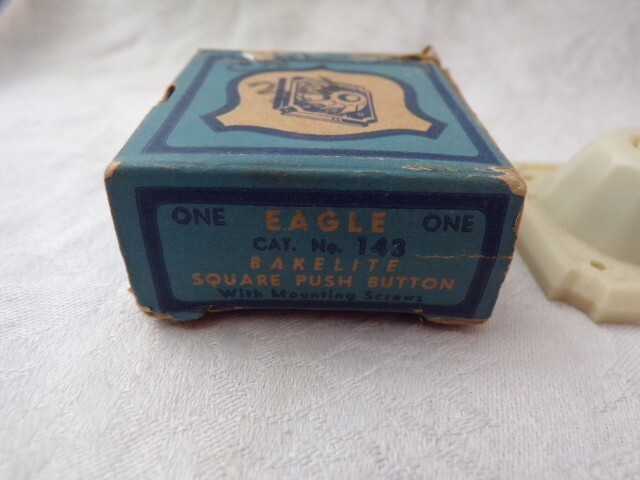 ONE EAGLE ONE
CAT. No. 143
BAKELITE
SQUARE PUSH BUTTON
With Mounting Screws